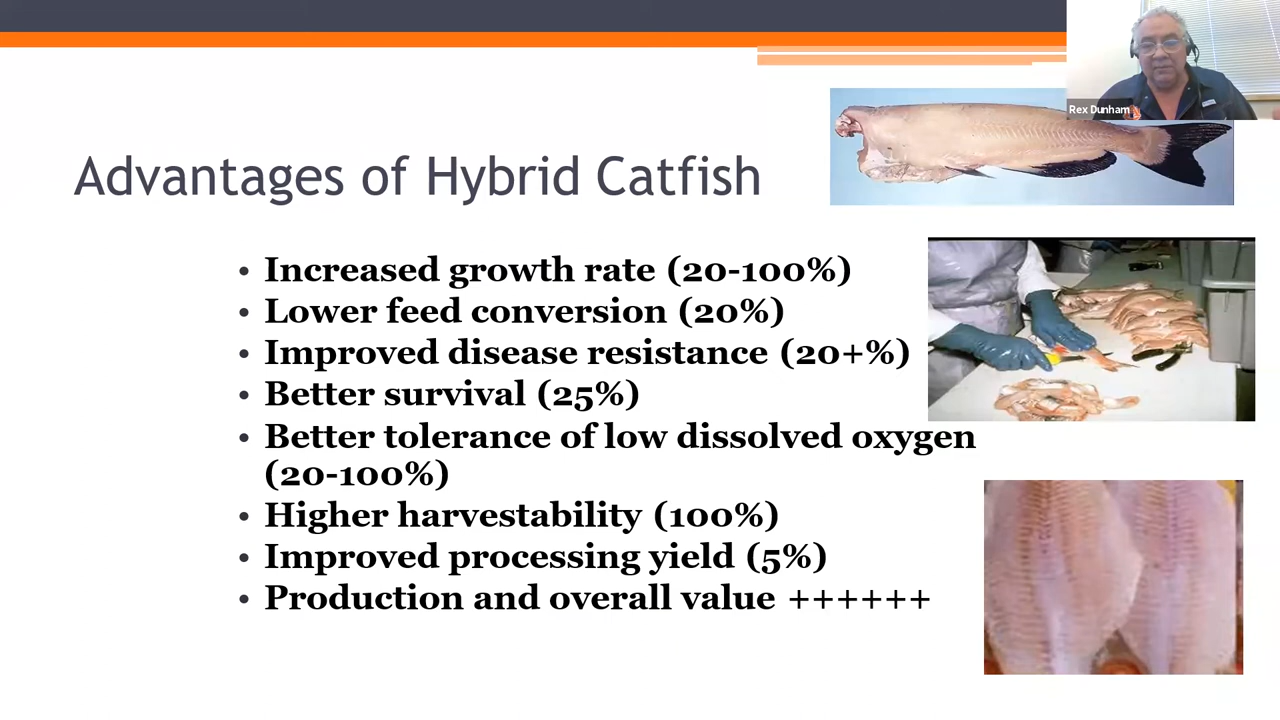 Rex Dunham
Advantages of Hybrid Catfish
• Increased growth rate (20-100%)
• Lower feed conversion (20%)
• Improved disease resistance (20+%)
• Better survival (25%)
• Better tolerance of low dissolved oxygen
(20-100%)
• Higher harvestability (100%)
• Improved processing yield (5%)
• Production and overall value ++++++